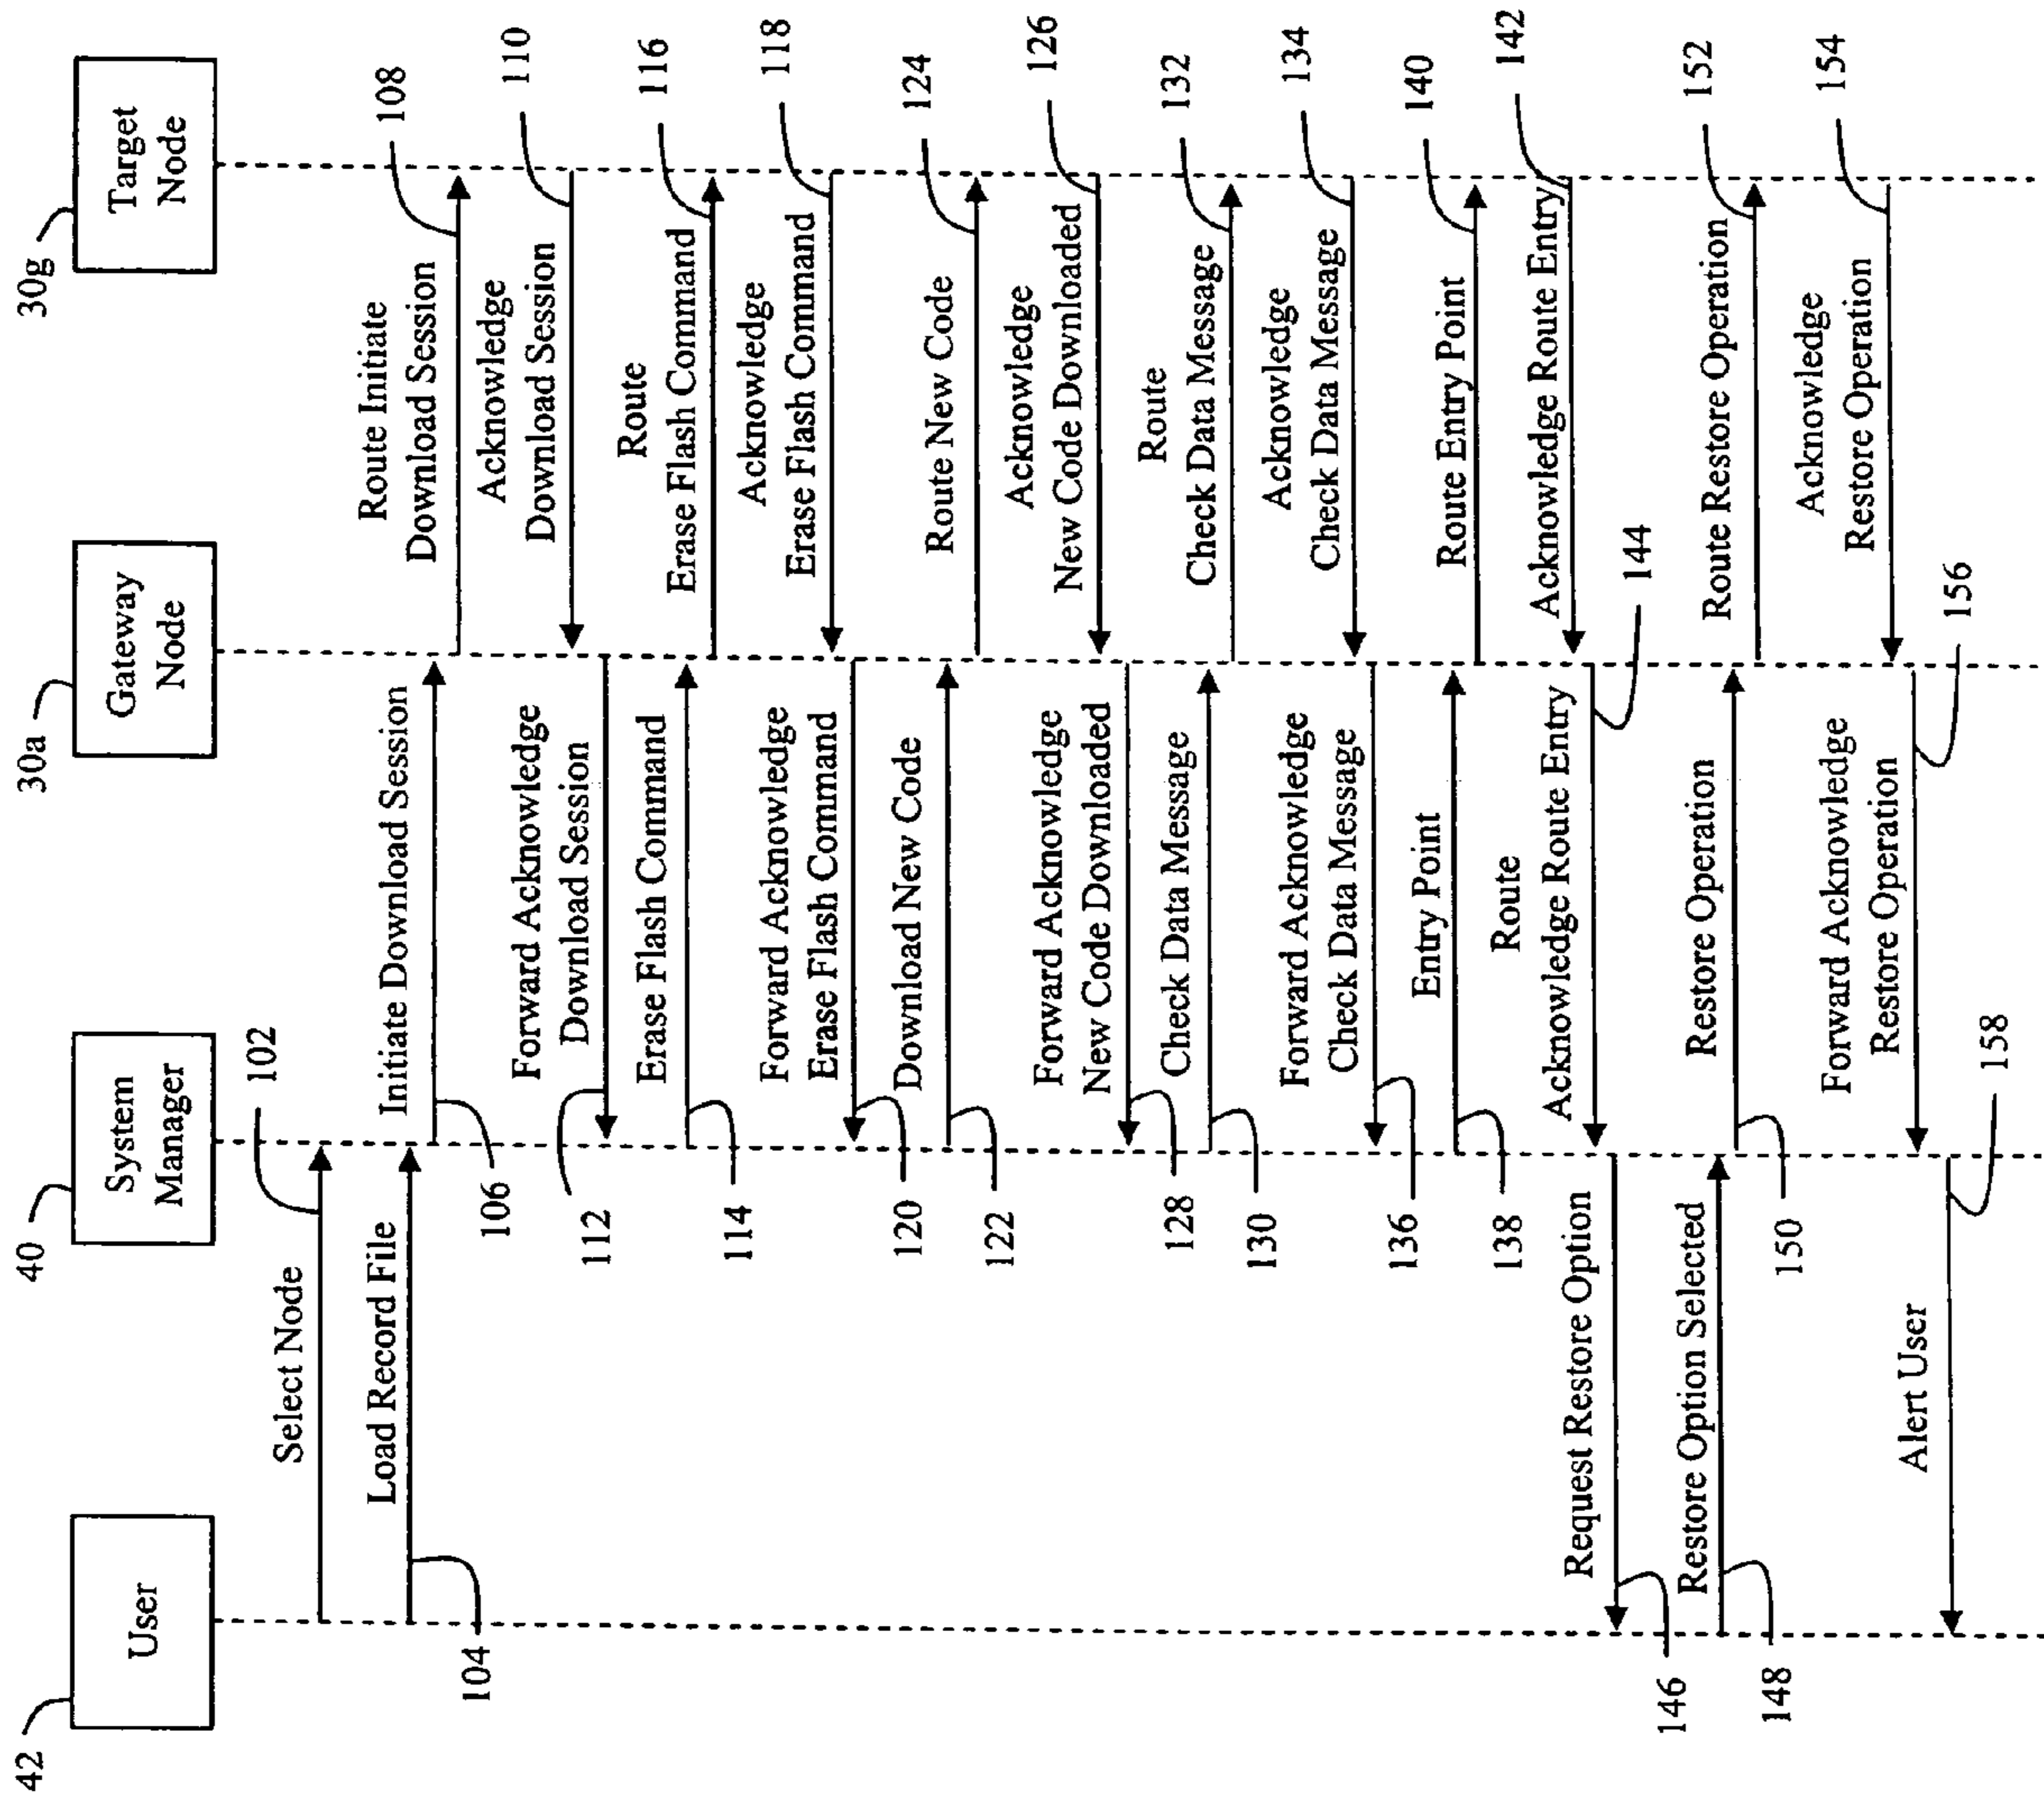 42
User
40
System
Manager
30a
Gateway
Node
30g
Target
Node
Select Node
102
Load Record File
104
Initiate Download Session
106
Route Initiate
Download Session
108
Acknowledge
Download Session
110
Forward Acknowledge
Download Session
112
Erase Flash Command
114
Route
Erase Flash Command
116
Acknowledge
Erase Flash Command
118
Forward Acknowledge
Erase Flash Command
120
Download New Code
122
Route New Code
124
Acknowledge
New Code Downloaded
126
Forward Acknowledge
New Code Downloaded
128
Check Data Message
130
Route
Check Data Message
132
Acknowledge
Check Data Message
134
Forward Acknowledge
Check Data Message
136
Entry Point
138
Route Entry Point
140
Acknowledge Route Entry
142
Route
Acknowledge Route Entry
144
Request Restore Option
146
Restore Option Selected
148
Restore Operation
150
Route Restore Operation
152
Acknowledge
Restore Operation
154
Forward Acknowledge
Restore Operation
156
Alert User
158